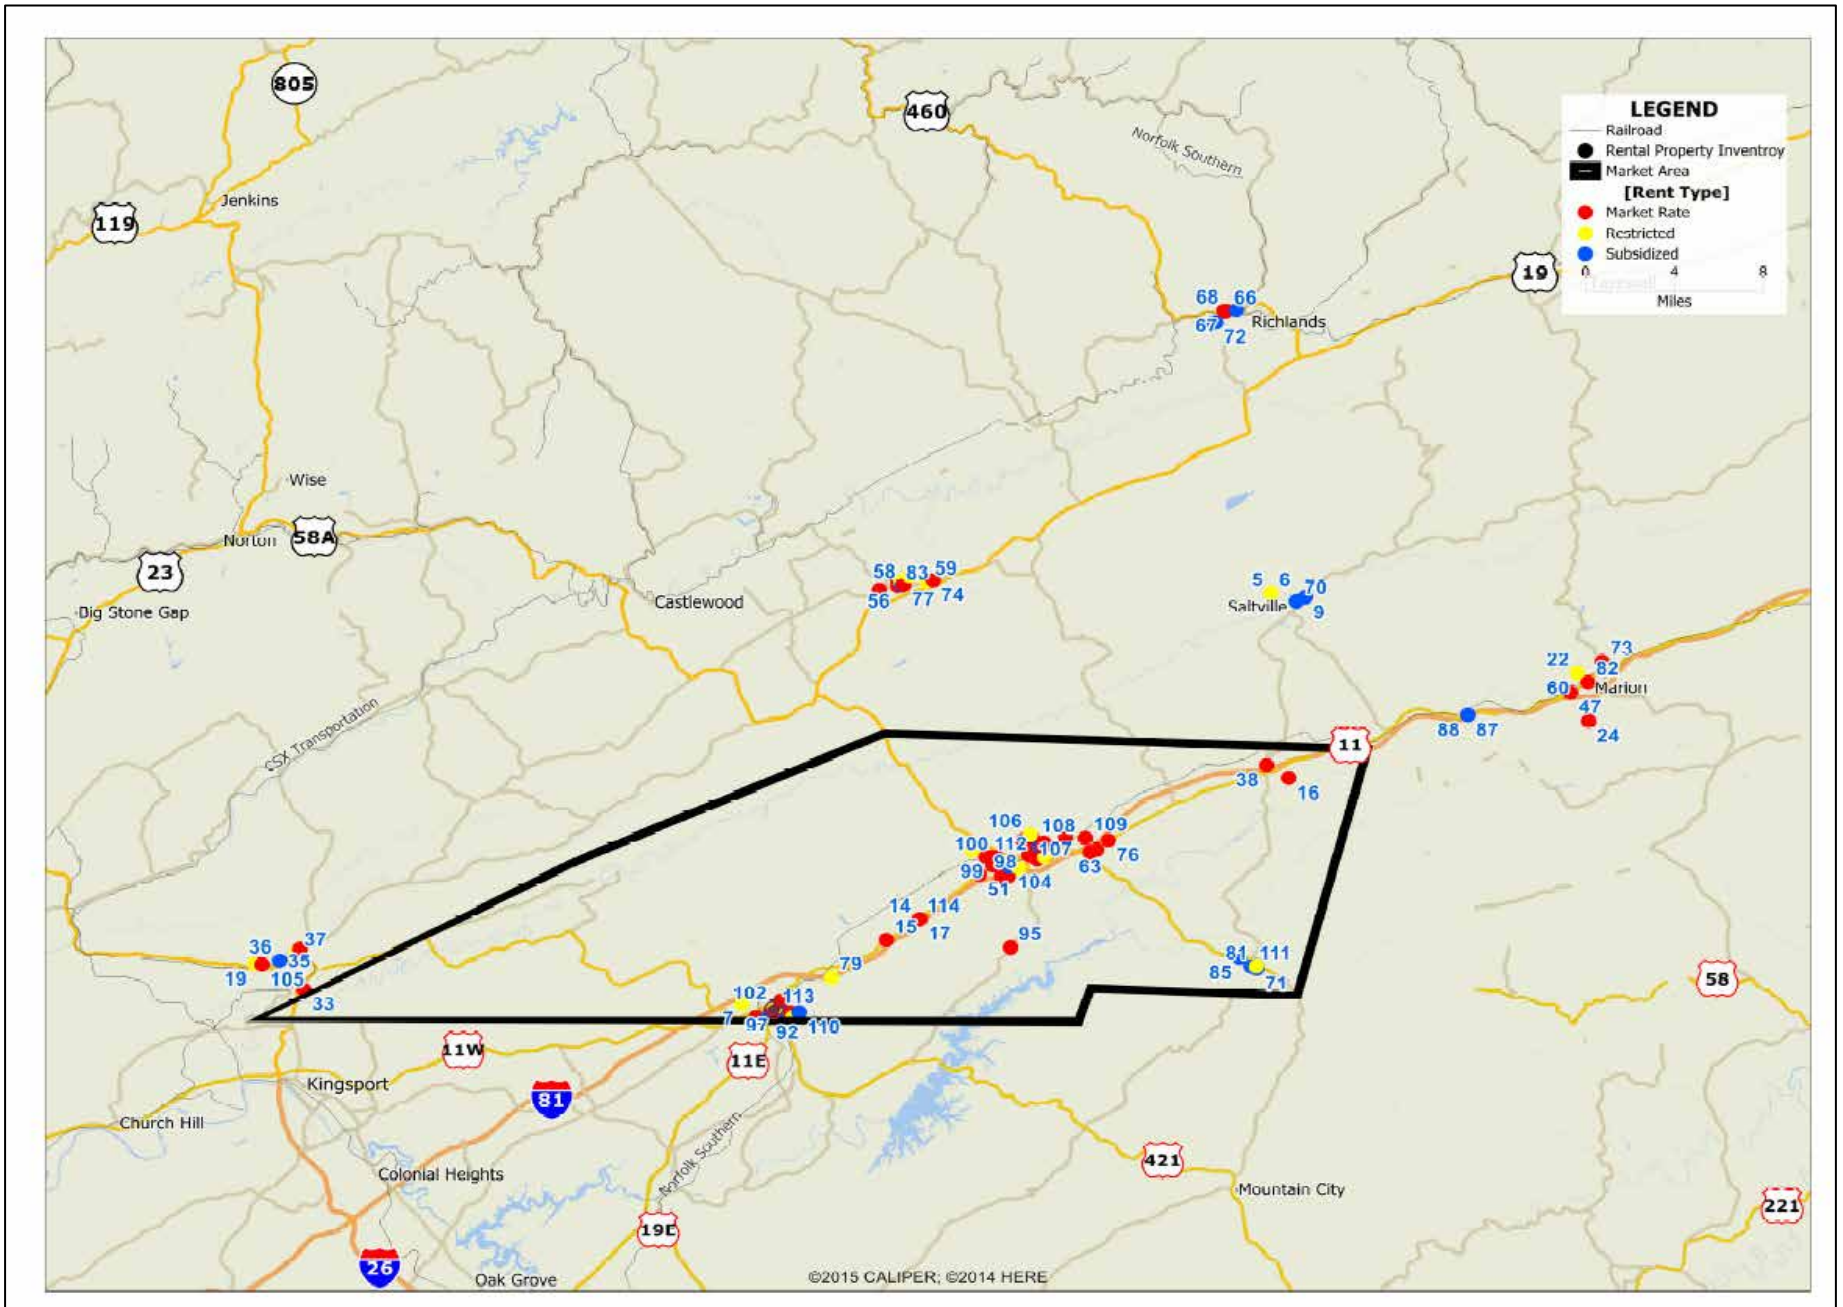 805
460
Norfolk Southern
LEGEND
Railroad
Rental Property Inventroy
Market Area
[Rent Type]
Market Rate
Restricted
Subsidized
0 4 8
Miles
Jenkins
119
19
68 66
67 72
Richlands
Wise
Norton
58A
23
Big Stone Gap
Castlewood
58 83 59
56 77 74
5 6 70
Saltville 9
22 73
82
60 Marion
47
24
88 87
CSX Transportation
11
38
16
106 108 109
100 112 107 76
99 98 63
51 104
14 114
15 17
95
36 37
35
19 105
33
79
81 111
85 71
58
102 113
7 97 92 110
11W
11E
Kingsport
81
Church Hill
Norfolk Southern
Colonial Heights
421
Mountain City
221
19E
26
Oak Grove
©2015 CALIPER; ©2014 HERE